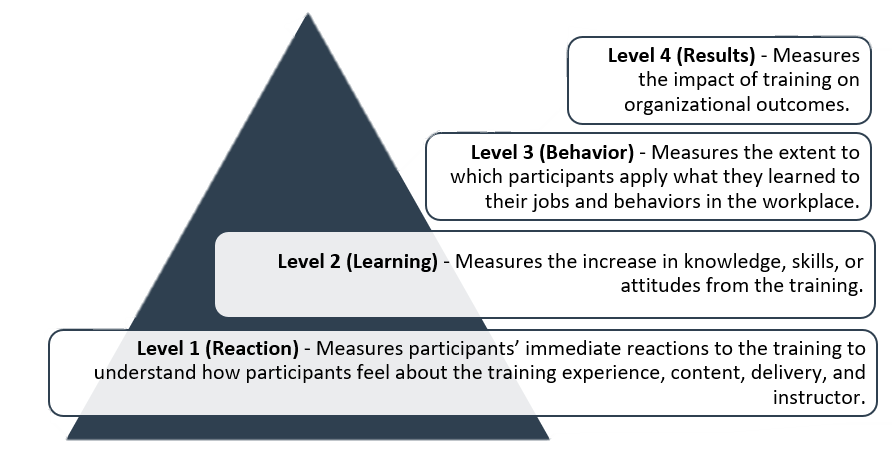 Level 4 (Results) - Measures
the impact of training on
organizational outcomes.
Level 3 (Behavior) - Measures the extent to
which participants apply what they learned to
their jobs and behaviors in the workplace.
Level 2 (Learning) - Measures the increase in knowledge, skills, or
attitudes from the training.
Level 1 (Reaction) - Measures participants’ immediate reactions to the training to
understand how participants feel about the training experience, content, delivery, and
instructor.